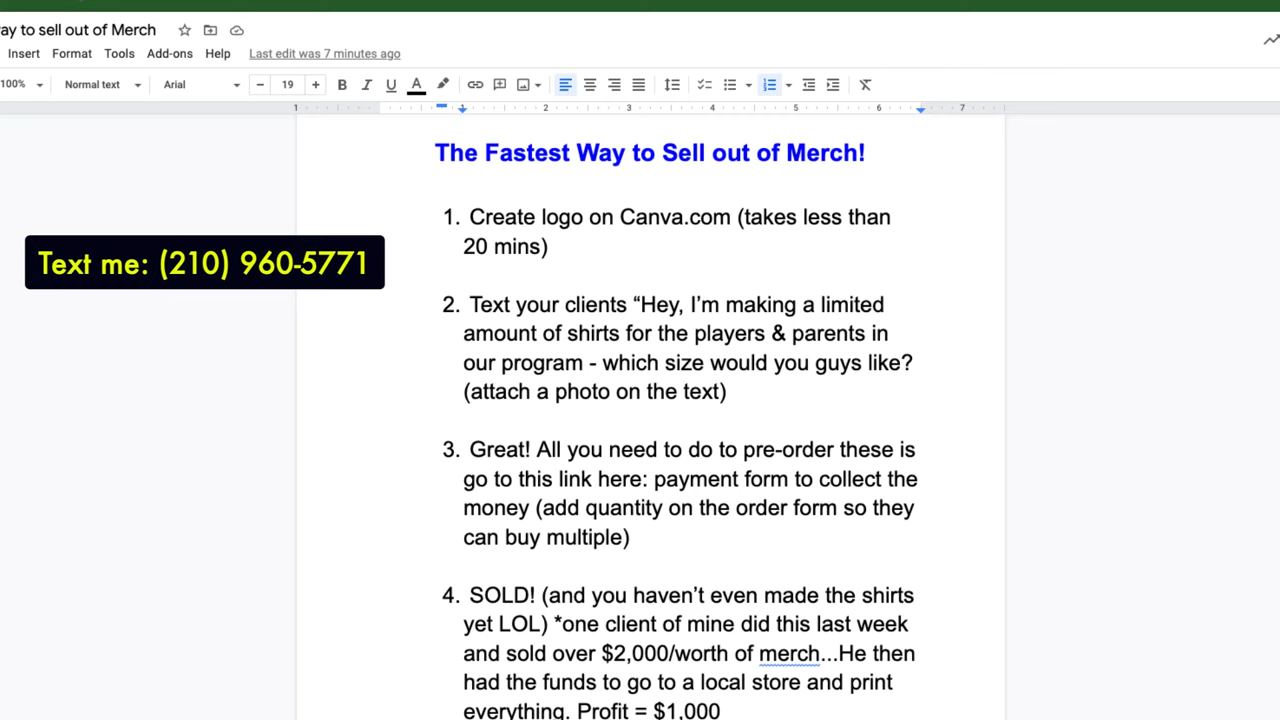 ay to sell out of Merch
Insert Format Tools Add-ons Help Last edit was 7 minutes ago
100% Normal text Arial 19 B I U A
1 1 2 3 4 5 6 7
The Fastest Way to Sell out of Merch!
1. Create logo on Canva.com (takes less than
20 mins)
Text me: (210) 960-5771
2. Text your clients “Hey, I’m making a limited
amount of shirts for the players & parents in
our program - which size would you guys like?
(attach a photo on the text)
3. Great! All you need to do to pre-order these is
go to this link here: payment form to collect the
money (add quantity on the order form so they
can buy multiple)
4. SOLD! (and you haven’t even made the shirts
yet LOL) *one client of mine did this last week
and sold over $2,000/worth of merch...He then
had the funds to go to a local store and print
everything. Profit = $1,000